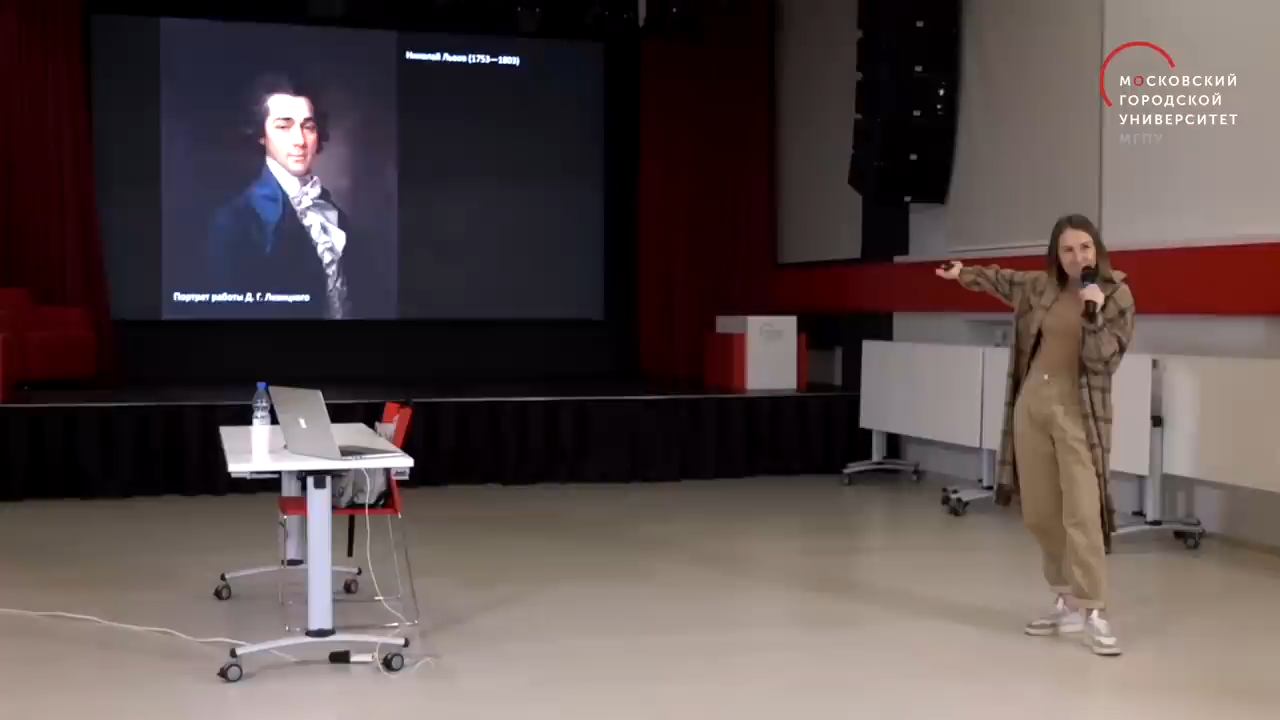 Николай Львов (1753—1803)
Портрет работы Д. Г. Левицкого
МОСКОВСКИЙ
ГОРОДСКОЙ
УНИВЕРСИТЕТ
МГПУ